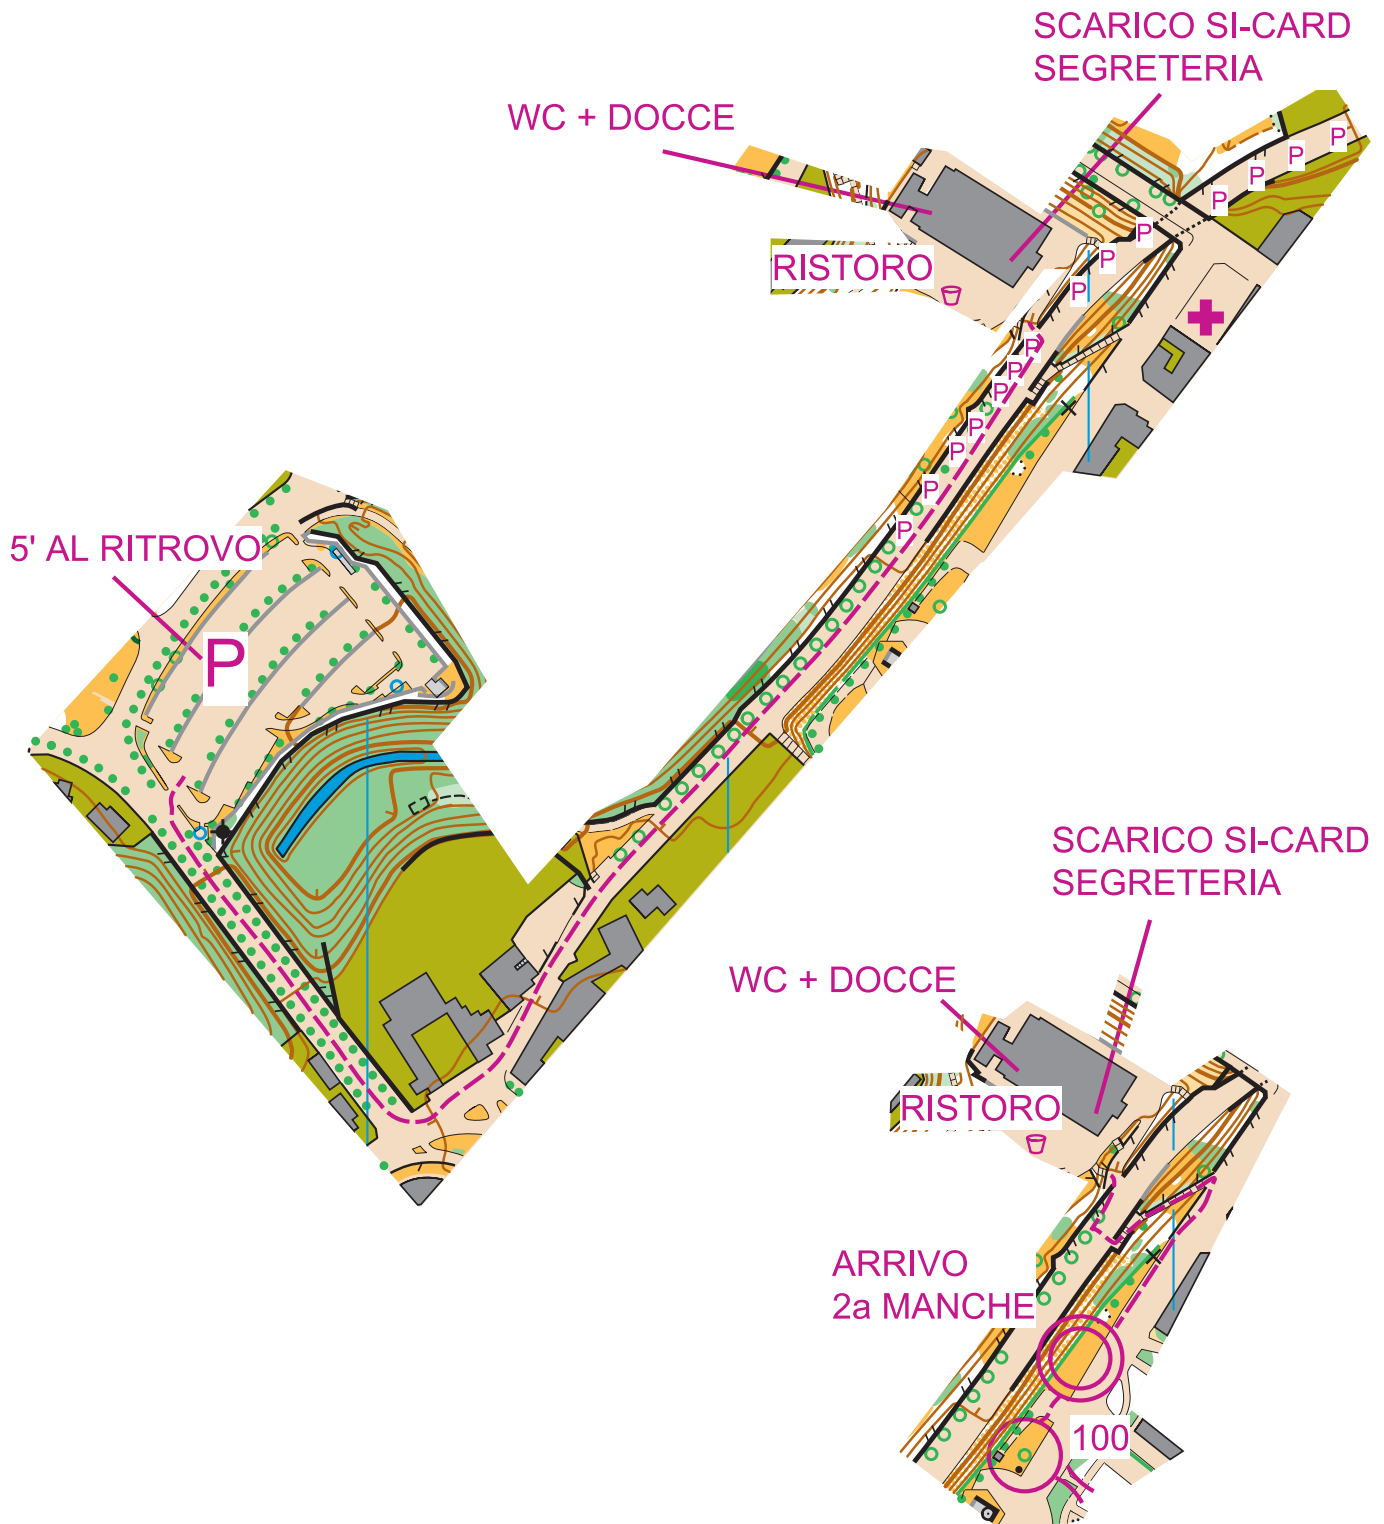 SCARICO SI-CARD
SEGRETERIA
WC + DOCCE
P
P
P
P
P
P
P
P
RISTORO
P
P
P
P
P
P
P
P
5' AL RITROVO
P
SCARICO SI-CARD
SEGRETERIA
WC + DOCCE
RISTORO
ARRIVO
2a MANCHE
100